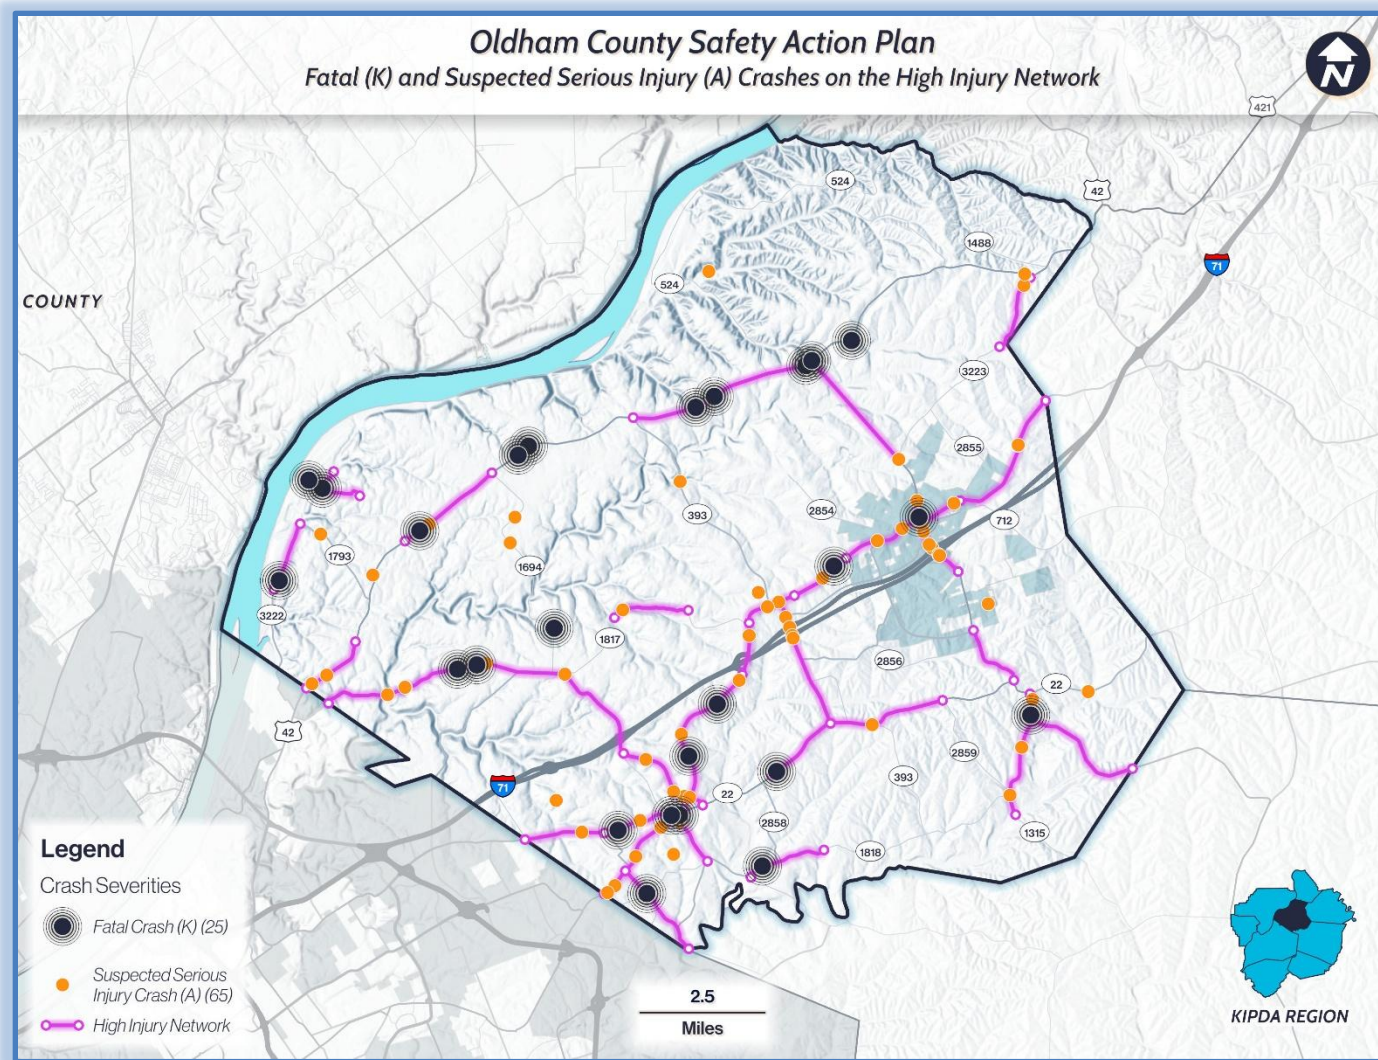 Oldham County Safety Action Plan
Fatal (K) and Suspected Serious Injury (A) Crashes on the High Injury Network
N
421
524
42
1488
71
524
COUNTY
3223
2855
393
2854
712
1793
1694
3222
1817
2856
22
42
2859
393
71
22
2858
1315
1818
Legend
Crash Severities
Fatal Crash (K) (25)
Suspected Serious
Injury Crash (A) (65)
High Injury Network
2.5
Miles
KIPDA REGION